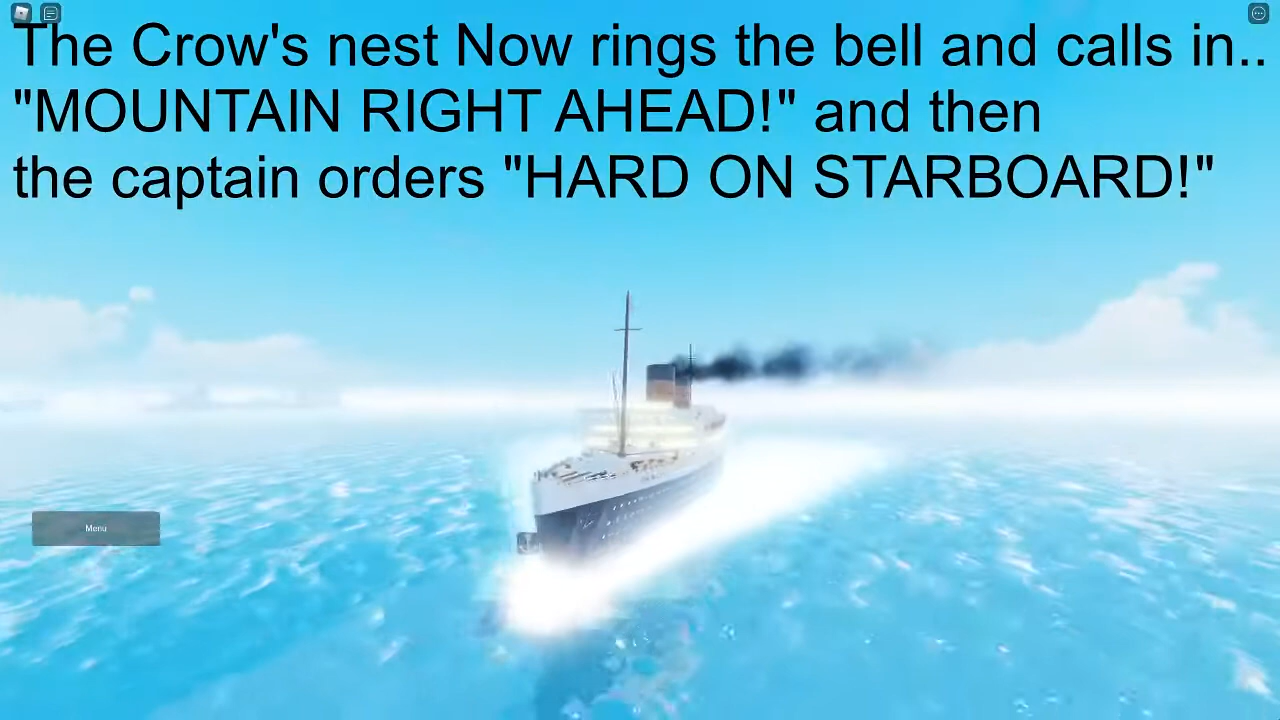 The Crow's nest Now rings the bell and calls in..
"MOUNTAIN RIGHT AHEAD!" and then
the captain orders "HARD ON STARBOARD!"
Menu